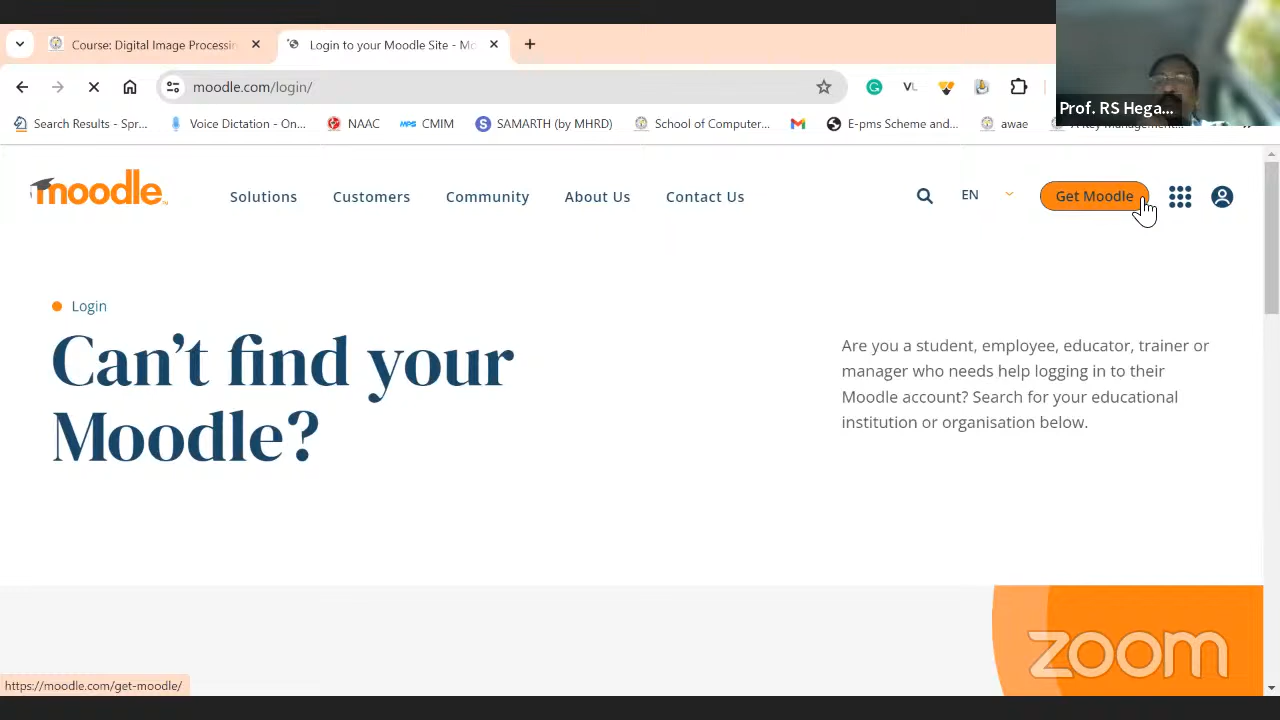 Course: Digital Image Processin
Login to your Moodle Site - Mo
moodle.com/login/
VL
Prof. RS Hega...
Search Results - Spr...
Voice Dictation - On...
NAAC
CMIM
SAMARTH (by MHRD)
School of Computer...
E-pms Scheme and...
awae
moodle
Solutions
Customers
Community
About Us
Contact Us
EN
Get Moodle
Login
Can't find your
Moodle?
Are you a student, employee, educator, trainer or
manager who needs help logging in to their
Moodle account? Search for your educational
institution or organisation below.
zoom
https://moodle.com/get-moodle/